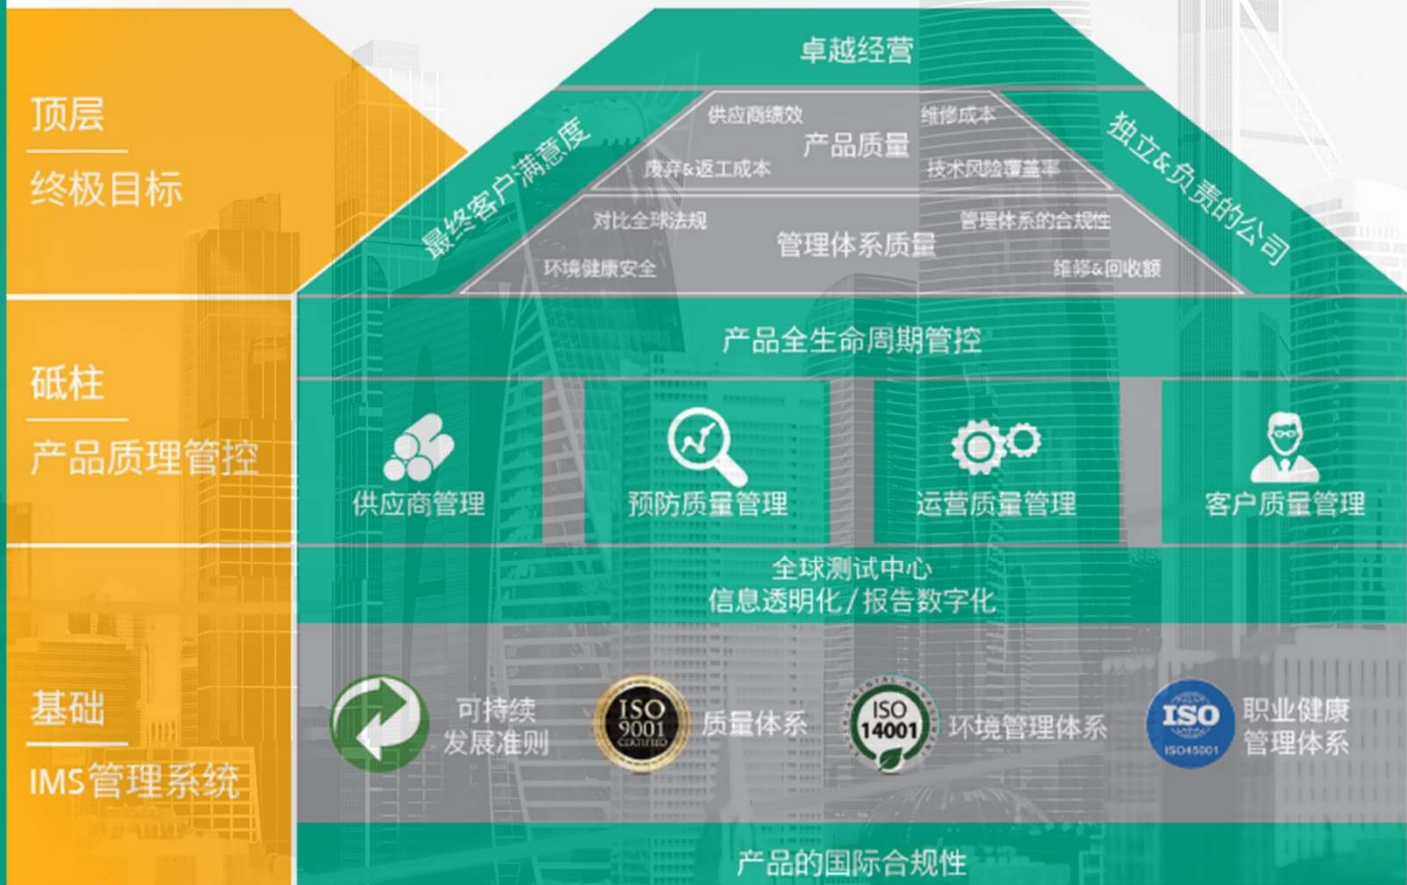 顶层
终极目标
卓越经营
最终客户满意度
独立&负责的公司
供应商绩效
维修成本
产品质量
废弃&返工成本
技术风险覆盖率
对比全球法规
管理体系的合规性
管理体系质量
环境健康安全
维修&回收额
产品全生命周期管控
砥柱
产品质理管控
供应商管理
预防质量管理
运营质量管理
客户质量管理
全球测试中心
信息透明化/报告数字化
基础
IMS管理系统
可持续
发展准则
ISO
9001
CERTIFIED
质量体系
ISO
14001
环境管理体系
ISO
ISO45001
职业健康
管理体系
产品的国际合规性